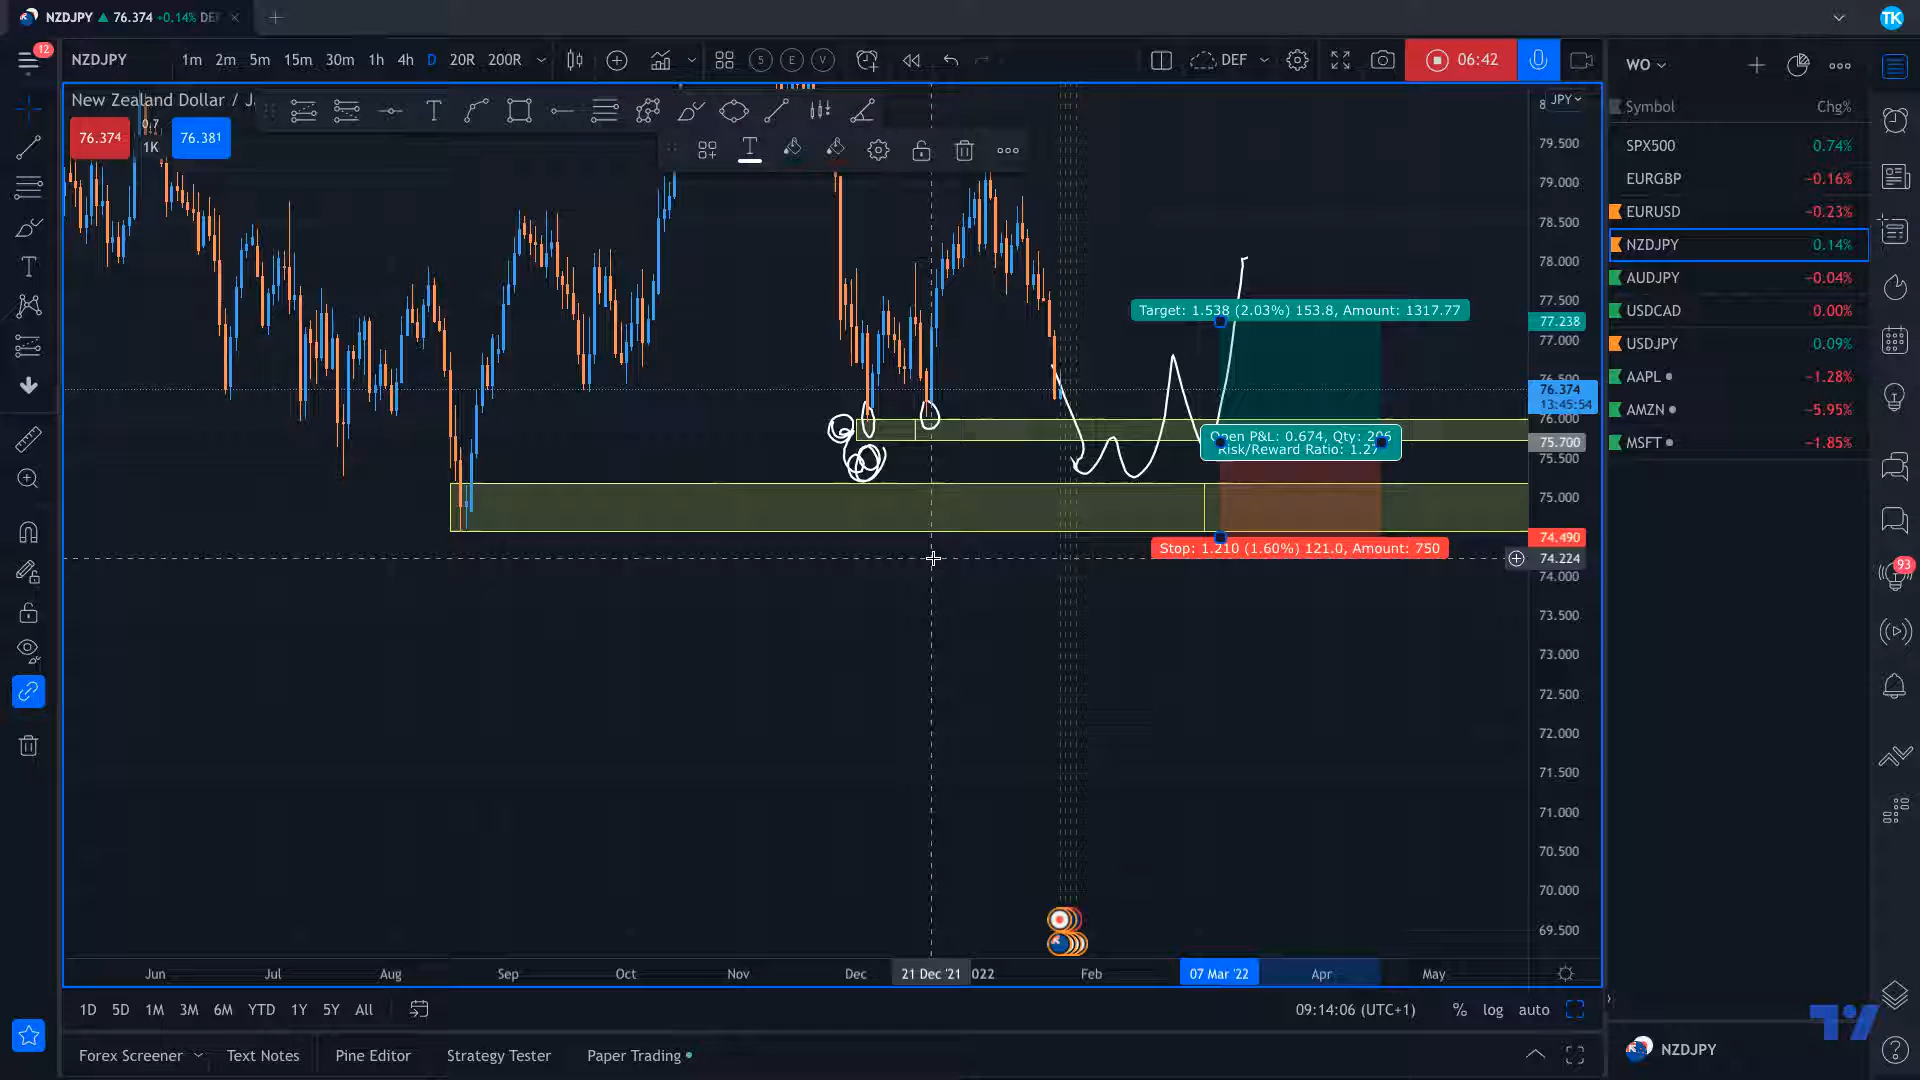 NZDJPY ▲ 76.374 +0.14% DEF
TK
12
NZDJPY
1m 2m 5m 15m 30m 1h 4h D 20R 200R
S E V
DEF
06:42
WO
New Zealand Dollar / J
76.374
0.7
1K
76.381
JPY
Symbol Chg%
SPX500 0.74%
EURGBP −0.16%
EURUSD −0.23%
NZDJPY 0.14%
AUDJPY −0.04%
USDCAD 0.00%
USDJPY 0.09%
AAPL −1.28%
AMZN −5.95%
MSFT −1.85%
79.500
79.000
78.500
78.000
77.500
77.238
77.000
76.500
76.374
13:45:54
76.000
75.700
75.500
75.000
74.490
74.224
74.000
73.500
73.000
72.500
72.000
71.500
71.000
70.500
70.000
69.500
Target: 1.538 (2.03%) 153.8, Amount: 1317.77
Open P&L: 0.674, Qty: 206
Risk/Reward Ratio: 1.27
Stop: 1.210 (1.60%) 121.0, Amount: 750
93
Jun Jul Aug Sep Oct Nov Dec 21 Dec '21 022 Feb 07 Mar '22 Apr May
1D 5D 1M 3M 6M YTD 1Y 5Y All
09:14:06 (UTC+1) % log auto
Forex Screener Text Notes Pine Editor Strategy Tester Paper Trading
NZDJPY